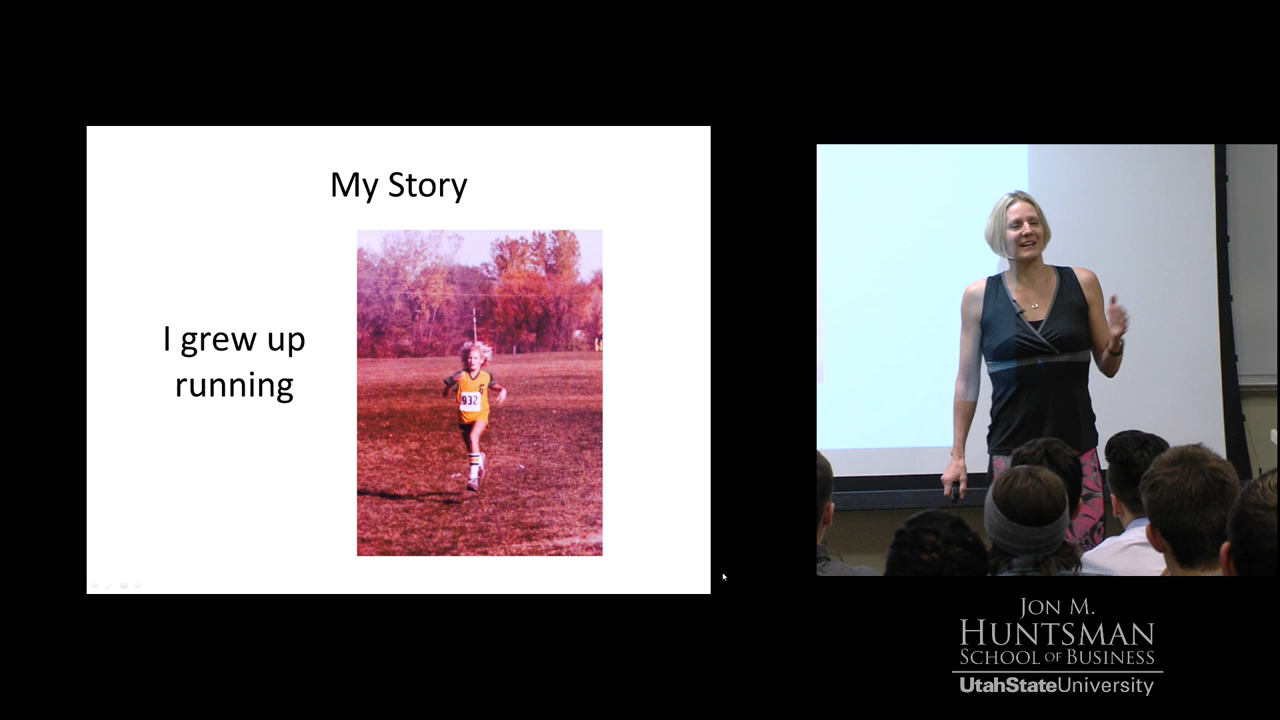 My Story
I grew up
running
932
JON M.
HUNTSMAN
SCHOOL OF BUSINESS
UtahStateUniversity